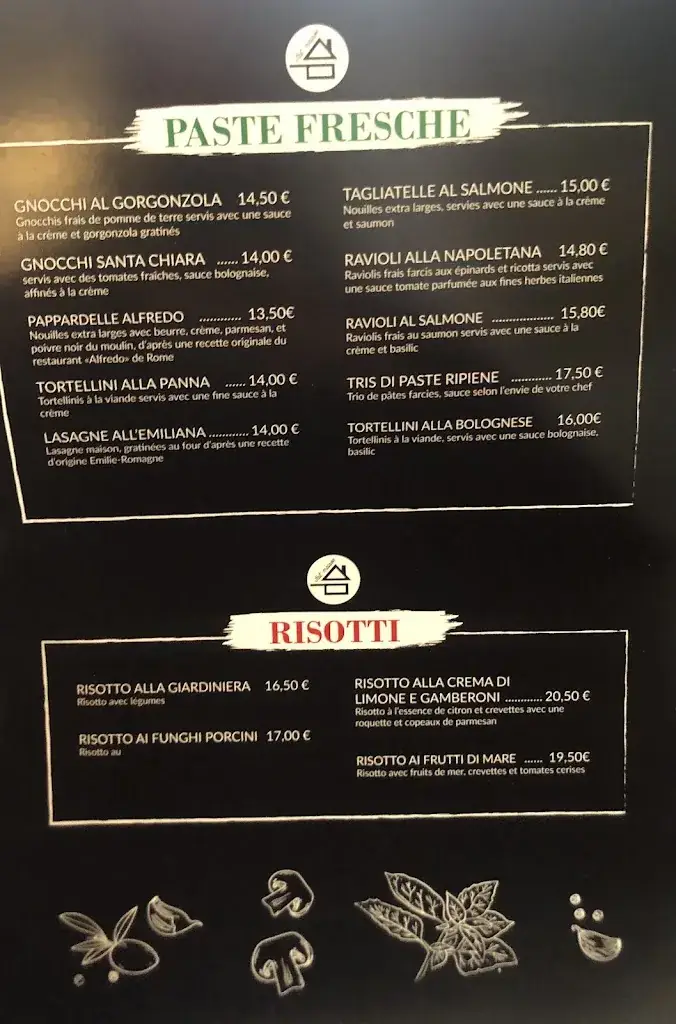 PASTE FRESCHE
GNOCCHI AL GORGONZOLA 14,50 €
Gnocchis frais de pomme de terre servis avec une sauce
à la crème et gorgonzola gratinés
GNOCCHI SANTA CHIARA ...... 14,00 €
servis avec des tomates fraîches, sauce bolognaise,
affinés à la crème
PAPPARDELLE ALFREDO ............ 13,50€
Nouilles extra larges avec beurre, crème, parmesan, et
poivre noir du moulin, d'après une recette originale du
restaurant «Alfredo» de Rome
TORTELLINI ALLA PANNA ...... 14,00 €
Tortellinis à la viande servis avec une fine sauce à la
crème
LASAGNE ALL'EMILIANA ............ 14,00 €
Lasagne maison, gratinées au four d'après une recette
d'origine Emilie-Romagne
TAGLIATELLE AL SALMONE ...... 15,00 €
Nouilles extra larges, servies avec une sauce à la crème
et saumon
RAVIOLI ALLA NAPOLETANA 14,80 €
Raviolis frais farcis aux épinards et ricotta servis avec
une sauce tomate parfumée aux fines herbes italiennes
RAVIOLI AL SALMONE .................. 15,80€
Raviolis frais au saumon servis avec une sauce à la
crème et basilic
TRIS DI PASTE RIPIENE ............ 17,50 €
Trio de pâtes farcies, sauce selon l'envie de votre chef
TORTELLINI ALLA BOLOGNESE 16,00€
Tortellinis à la viande, servis avec une sauce bolognaise,
basilic
RISOTTI
RISOTTO ALLA GIARDINIERA 16,50 €
Risotto avec légumes
RISOTTO AI FUNGHI PORCINI 17,00 €
Risotto au
RISOTTO ALLA CREMA DI
LIMONE E GAMBERONI ............ 20,50 €
Risotto à l'essence de citron et crevettes avec une
roquette et copeaux de parmesan
RISOTTO AI FRUTTI DI MARE ...... 19,50€
Risotto avec fruits de mer, crevettes et tomates cerises